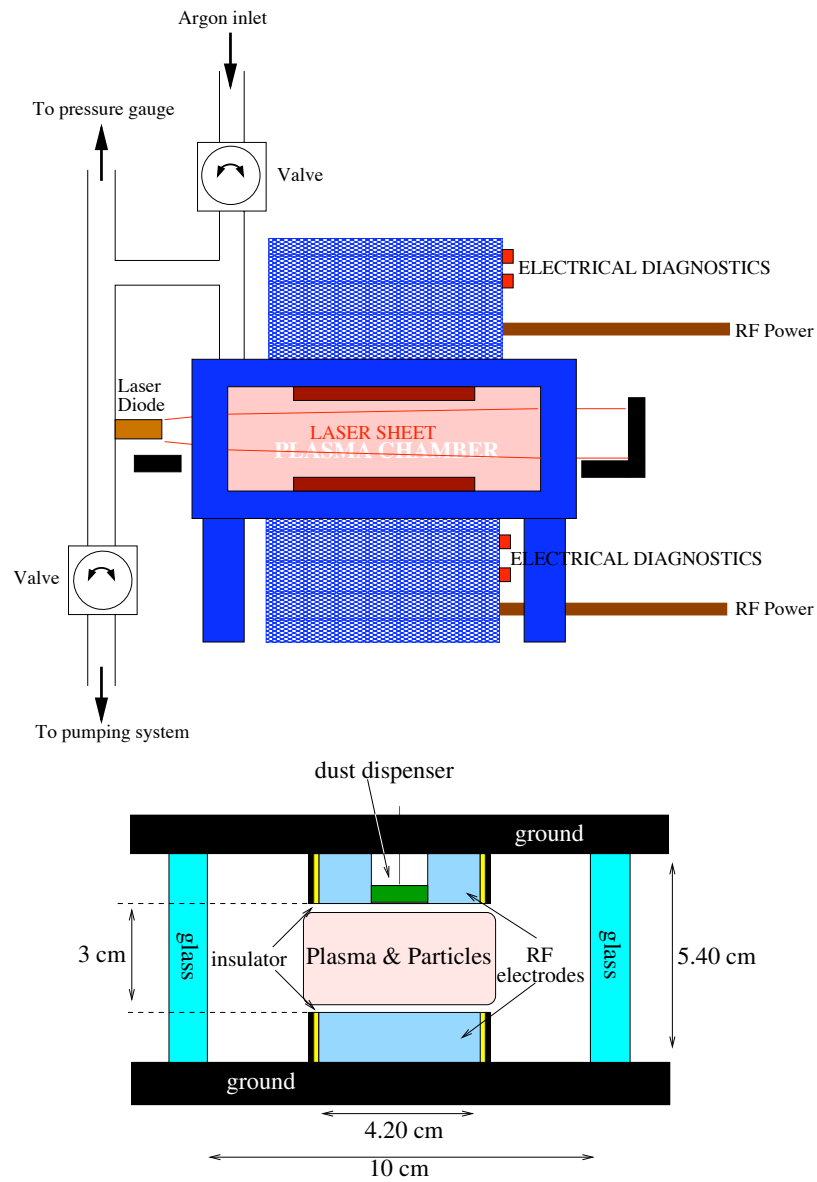 Argon inlet
To pressure gauge
Valve
ELECTRICAL DIAGNOSTICS
RF Power
Laser
Diode
LASER SHEET
PLASMA CHAMBER
ELECTRICAL DIAGNOSTICS
Valve
RF Power
To pumping system
dust dispenser
ground
glass
3 cm
insulator
Plasma & Particles
RF
electrodes
glass
5.40 cm
ground
4.20 cm
10 cm